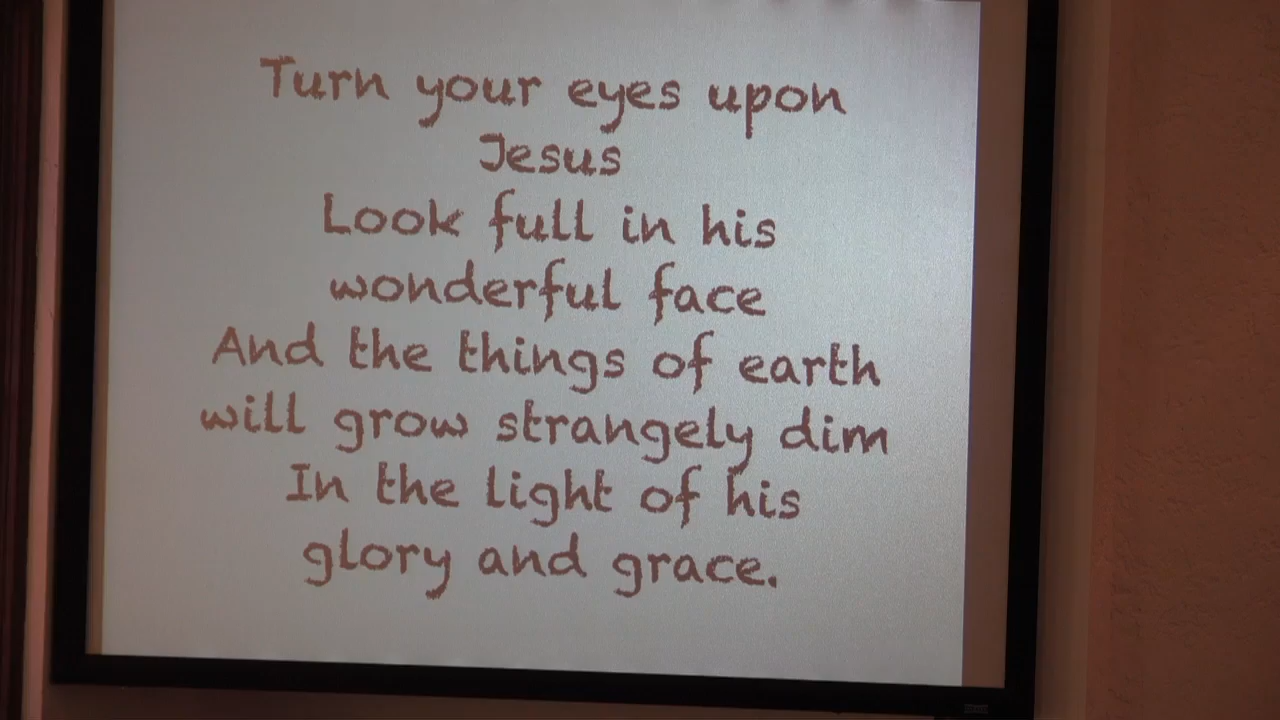 Turn your eyes upon
Jesus
Look full in his
wonderful face
And the things of earth
will grow strangely dim
In the light of his
glory and grace.